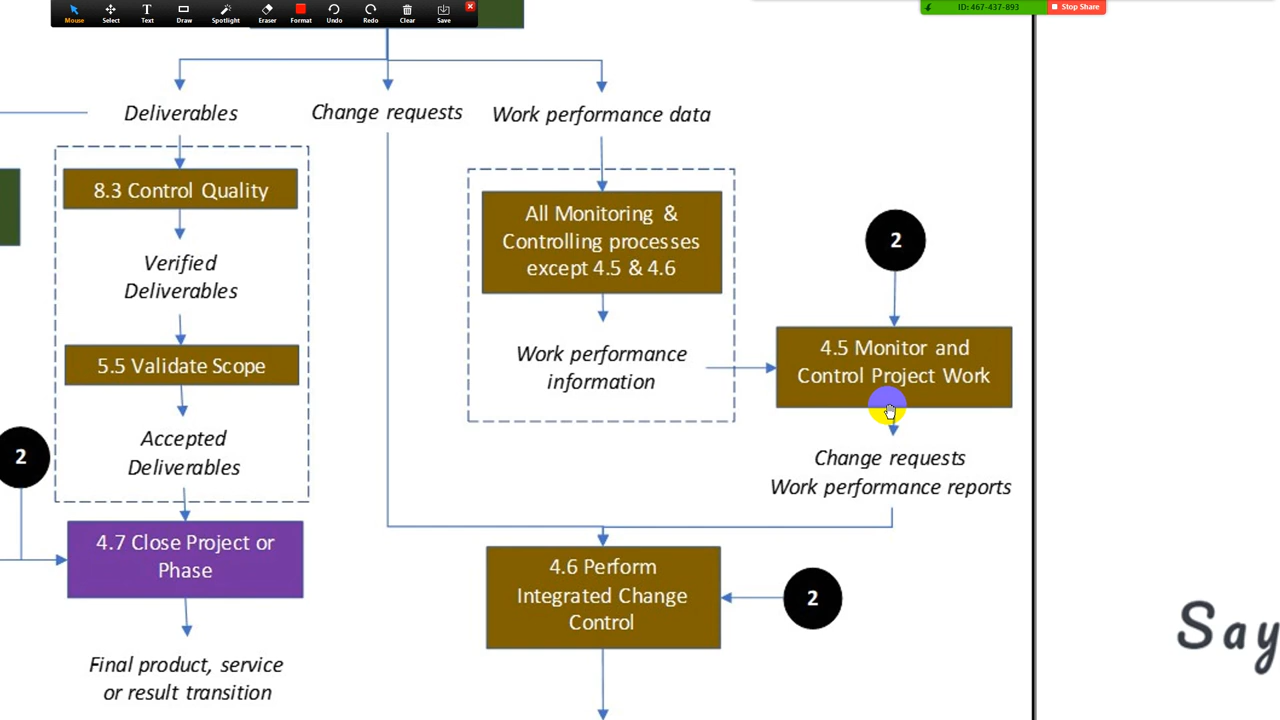 Mouse
Select
Text
Draw
Spotlight
Eraser
Format
Undo
Redo
Clear
Save
ID: 467-437-893
Stop Share
Deliverables
Change requests
Work performance data
8.3 Control Quality
Verified
Deliverables
5.5 Validate Scope
Accepted
Deliverables
2
4.7 Close Project or
Phase
Final product, service
or result transition
All Monitoring &
Controlling processes
except 4.5 & 4.6
Work performance
information
2
4.5 Monitor and
Control Project Work
Change requests
Work performance reports
4.6 Perform
Integrated Change
Control
2
Say